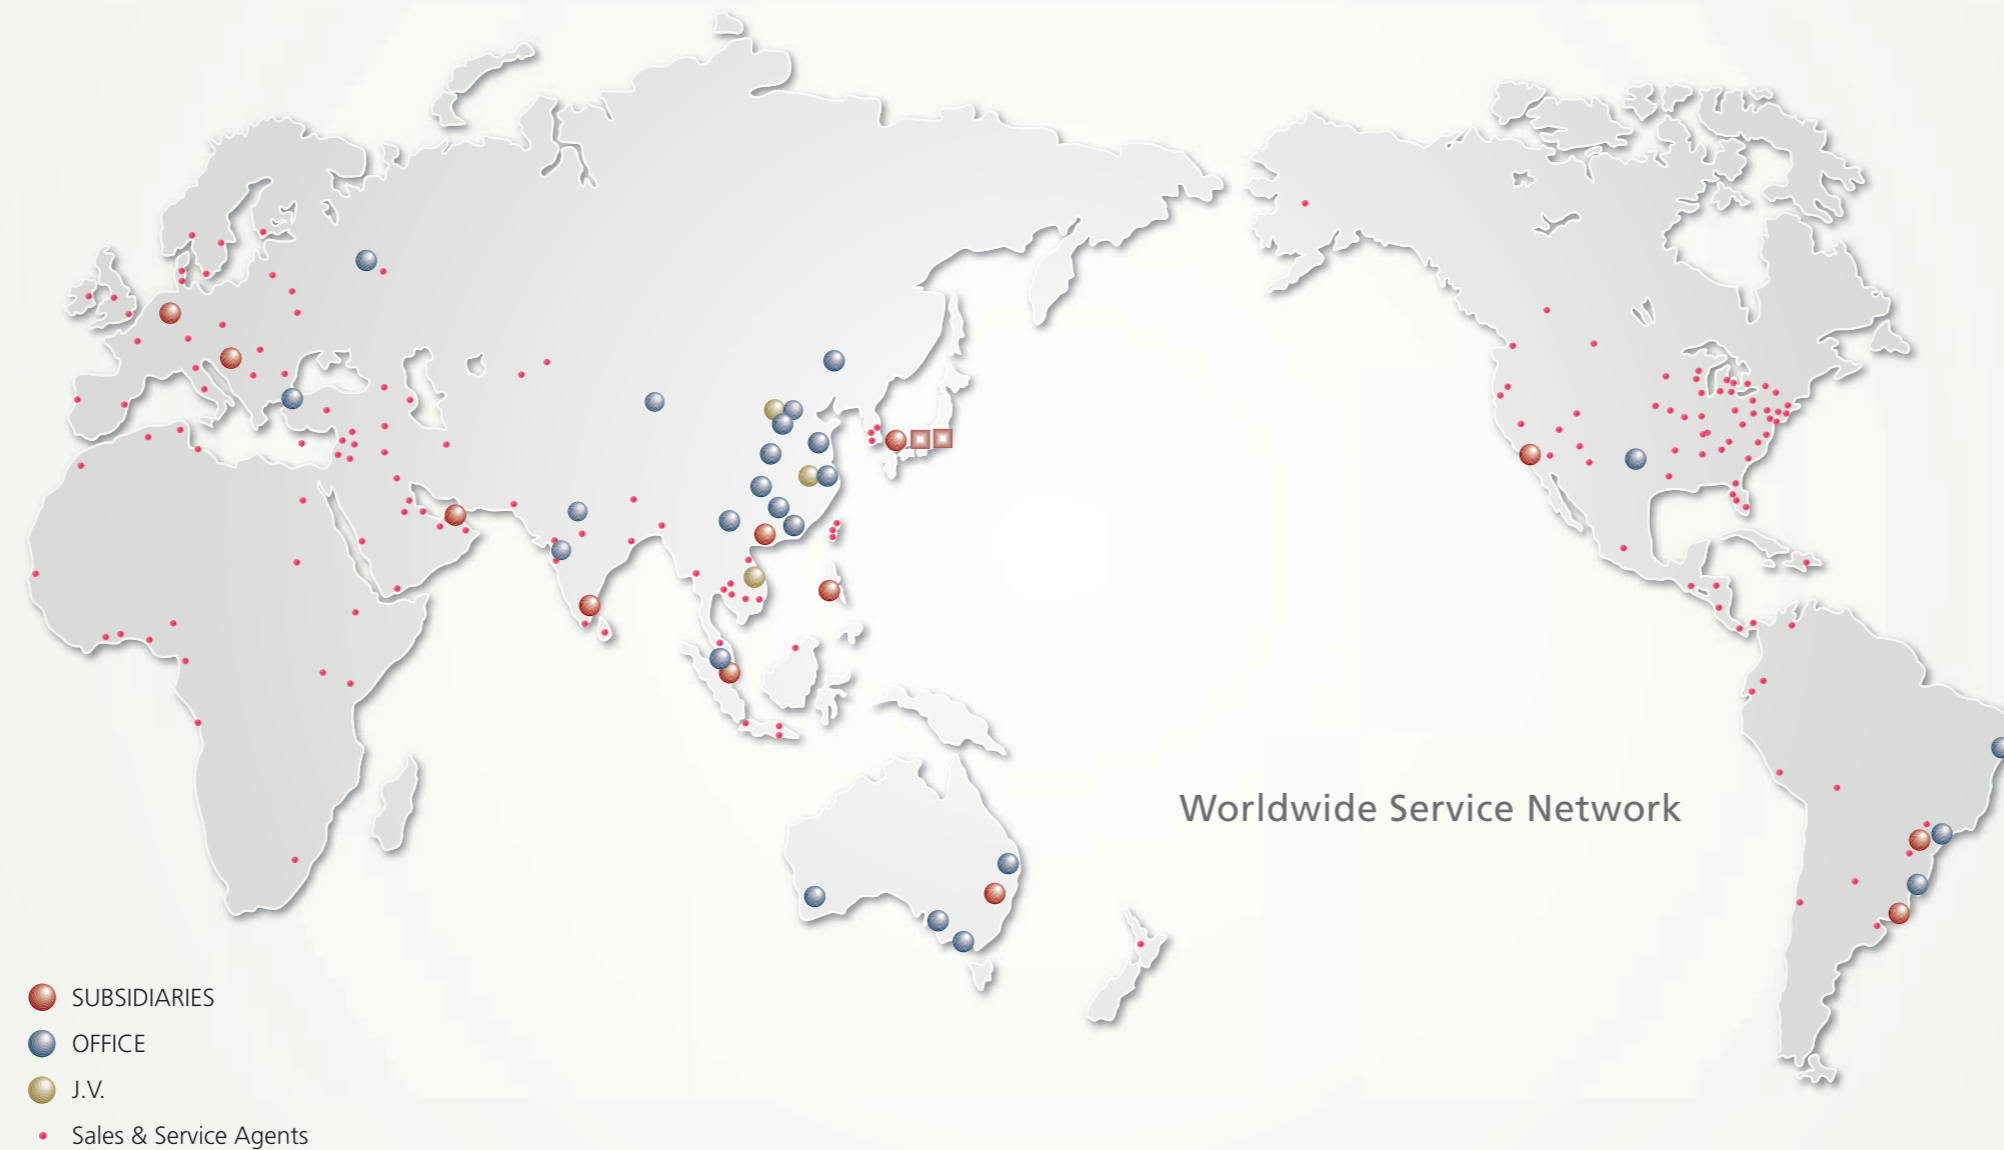 Worldwide Service Network
SUBSIDIARIES
OFFICE
J.V.
Sales & Service Agents